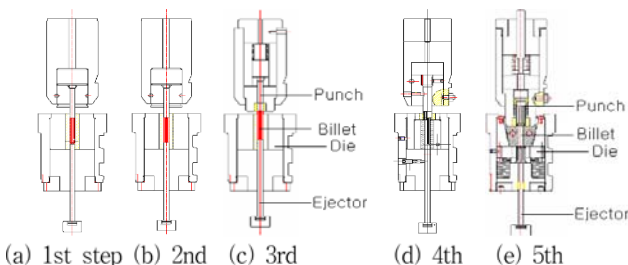 Punch
Billet
Die
Ejector
Punch
Billet
Die
Ejector
(a) 1st step (b) 2nd (c) 3rd (d) 4th (e) 5th